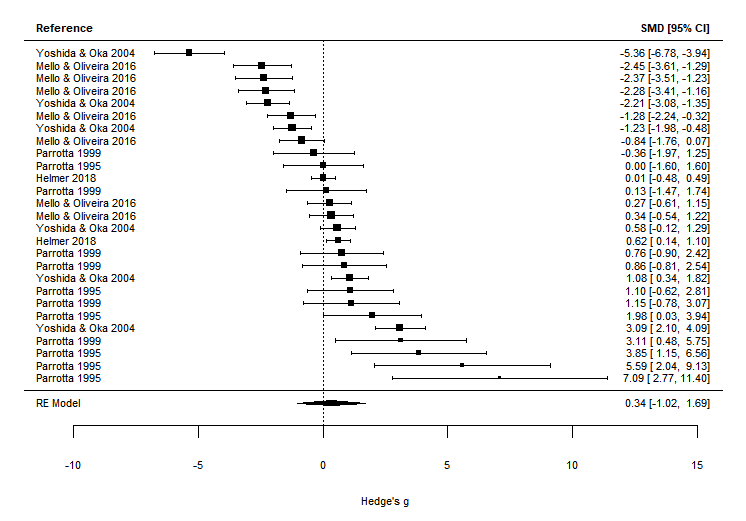 Reference SMD [95% CI]
Yoshida & Oka 2004 -5.36 [-6.78, -3.94]
Mello & Oliveira 2016 -2.45 [-3.61, -1.29]
Mello & Oliveira 2016 -2.37 [-3.51, -1.23]
Mello & Oliveira 2016 -2.28 [-3.41, -1.16]
Yoshida & Oka 2004 -2.21 [-3.08, -1.35]
Mello & Oliveira 2016 -1.28 [-2.24, -0.32]
Yoshida & Oka 2004 -1.23 [-1.98, -0.48]
Mello & Oliveira 2016 -0.84 [-1.76, 0.07]
Parrotta 1999 -0.36 [-1.97, 1.25]
Parrotta 1995 0.00 [-1.60, 1.60]
Helmer 2018 0.01 [-0.48, 0.49]
Parrotta 1999 0.13 [-1.47, 1.74]
Mello & Oliveira 2016 0.27 [-0.61, 1.15]
Mello & Oliveira 2016 0.34 [-0.54, 1.22]
Yoshida & Oka 2004 0.58 [-0.12, 1.29]
Helmer 2018 0.62 [ 0.14, 1.10]
Parrotta 1999 0.76 [-0.90, 2.42]
Parrotta 1999 0.86 [-0.81, 2.54]
Yoshida & Oka 2004 1.08 [ 0.34, 1.82]
Parrotta 1995 1.10 [-0.62, 2.81]
Parrotta 1999 1.15 [-0.78, 3.07]
Parrotta 1995 1.98 [ 0.03, 3.94]
Yoshida & Oka 2004 3.09 [ 2.10, 4.09]
Parrotta 1999 3.11 [ 0.48, 5.75]
Parrotta 1995 3.85 [ 1.15, 6.56]
Parrotta 1995 5.59 [ 2.04, 9.13]
Parrotta 1995 7.09 [ 2.77, 11.40]
RE Model 0.34 [-1.02, 1.69]
-10 -5 0 5 10 15
Hedge's g